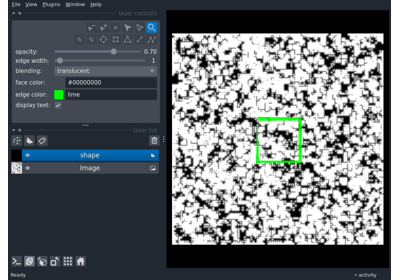 File View Plugins Window Help
layer controls
opacity: 0.70
edge width: 1
blending: translucent
face color: #00000000
edge color: lime
display text:
layer list
shape
Image
Ready
activity